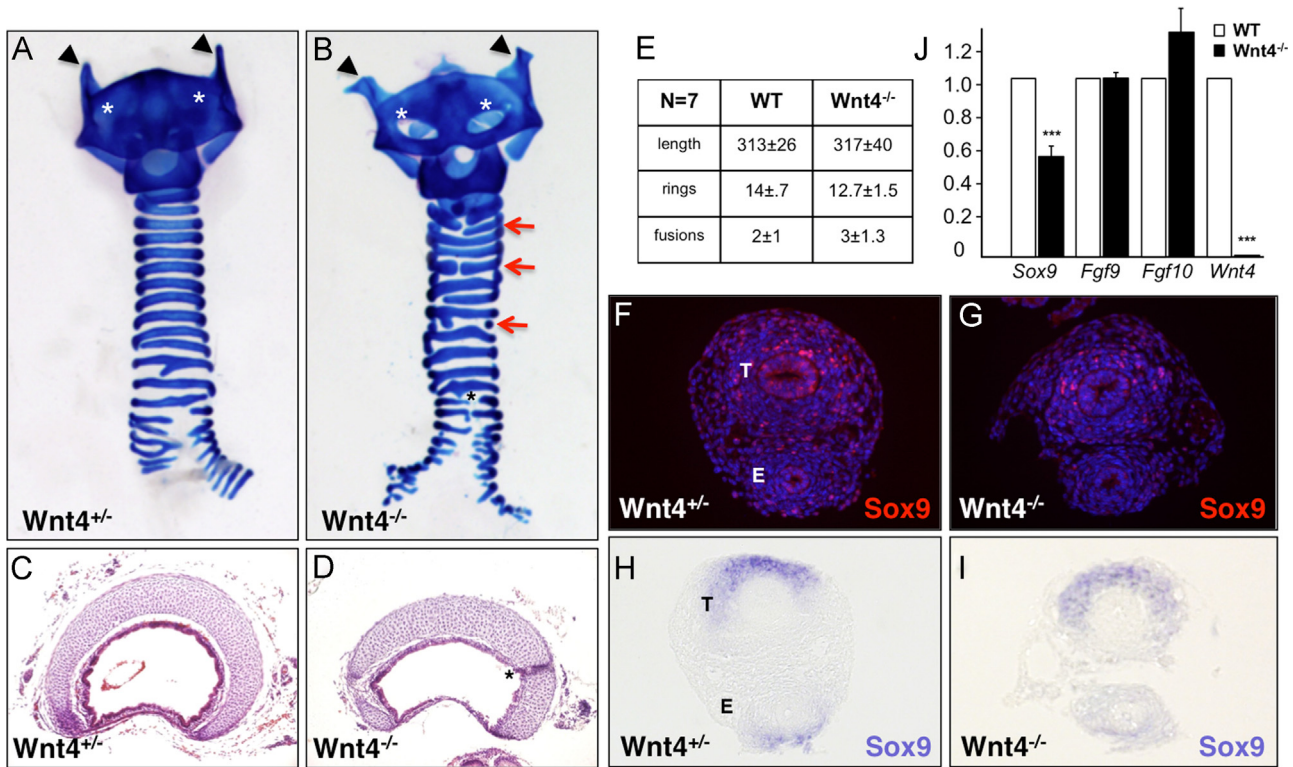 A
*
*
Wnt4+/-
B
*
*
*
Wnt4-/-
C
Wnt4+/-
D
*
Wnt4-/-
E
N=7 WT Wnt4-/-
length 313±26 317±40
rings 14±.7 12.7±1.5
fusions 2±1 3±1.3
J
WT
Wnt4-/-
1.2
1.0
0.8
0.6
0.4
0.2
0
***
***
Sox9 Fgf9 Fgf10 Wnt4
F
T
E
Wnt4+/- Sox9
G
Wnt4-/- Sox9
H
T
E
Wnt4+/- Sox9
I
Wnt4-/- Sox9